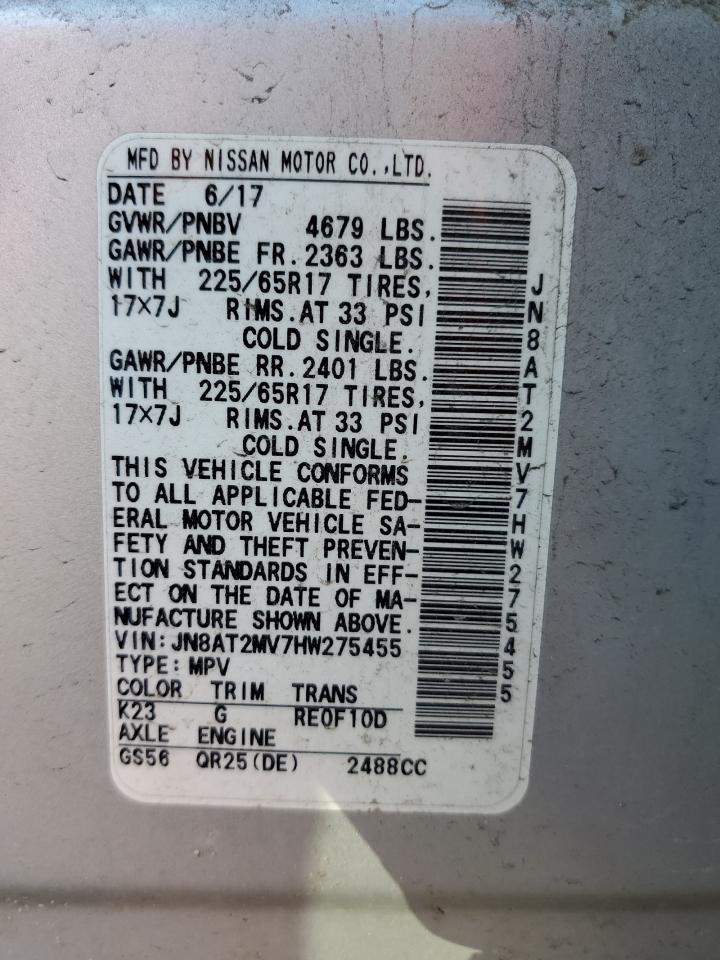 MFD BY NISSAN MOTOR CO.,LTD.
DATE 6/17
GVWR/PNBV 4679 LBS.
GAWR/PNBE FR.2363 LBS.
WITH 225/65R17 TIRES,
17X7J RIMS.AT 33 PSI
COLD SINGLE.
GAWR/PNBE RR.2401 LBS.
WITH 225/65R17 TIRES,
17X7J RIMS.AT 33 PSI
COLD SINGLE.
THIS VEHICLE CONFORMS
TO ALL APPLICABLE FED-
ERAL MOTOR VEHICLE SA-
FETY AND THEFT PREVEN-
TION STANDARDS IN EFF-
ECT ON THE DATE OF MA-
NUFACTURE SHOWN ABOVE.
VIN:JN8AT2MV7HW275455
TYPE:MPV
COLOR TRIM TRANS
K23 G RE0F10D
AXLE ENGINE
GS56 QR25(DE) 2488CC
JN8AT2MV7HW275455